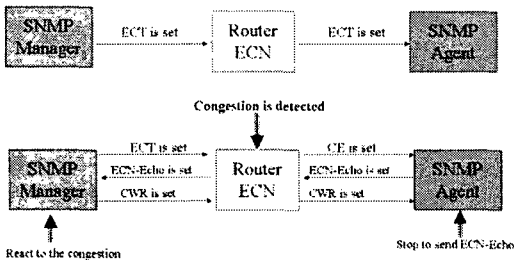 SNMP
Manager
ECT is set
Router
ECN
ECT is set
SNMP
Agent
Congestion is detected
SNMP
Manager
ECT is set
ECN-Echo is set
CWR is set
Router
ECN
CE is set
ECN-Echo is set
CWR is set
SNMP
Agent
React to the congestion
Stop to send ECN-Echo